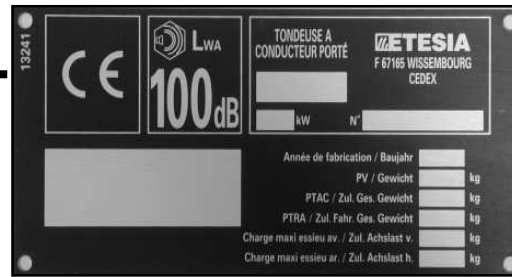 13241
CE
LWA
100dB
TONDEUSE A
CONDUCTEUR PORTÉ
kW
N°
ETESIA
F 67165 WISSEMBOURG
CEDEX
Année de fabrication / Baujahr
PV / Gewicht kg
PTAC / Zul. Ges. Gewicht kg
PTRA / Zul. Fahr. Ges. Gewicht kg
Charge maxi essieu av. / Zul. Achslast v. kg
Charge maxi essieu ar. / Zul. Achslast h. kg